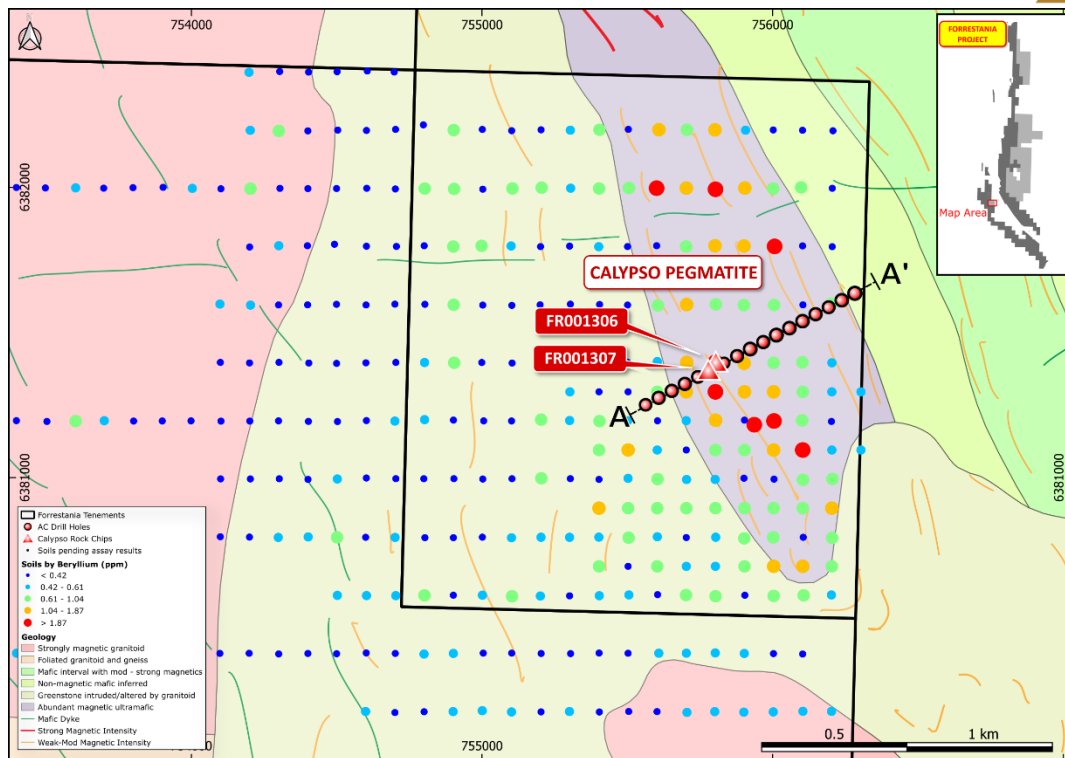 754000
755000
756000
FORRESTANIA
PROJECT
Map Area
6382000
6382000
CALYPSO PEGMATITE
A'
FR001306
FR001307
A
6381000
6381000
Forrestania Tenements
AC Drill Holes
Calypso Rock Chips
Soils pending assay results
Soils by Beryllium (ppm)
< 0.42
0.42 - 0.61
0.61 - 1.04
1.04 - 1.87
> 1.87
Geology
Strongly magnetic granitoid
Foliated granitoid and gneiss
Mafic interval with mod - strong magnetics
Non-magnetic mafic inferred
Greenstone intruded/altered by granitoid
Abundant magnetic ultramafic
Mafic Dyke
Strong Magnetic Intensity
Weak-Mod Magnetic Intensity
754000
755000
0.5
1 km